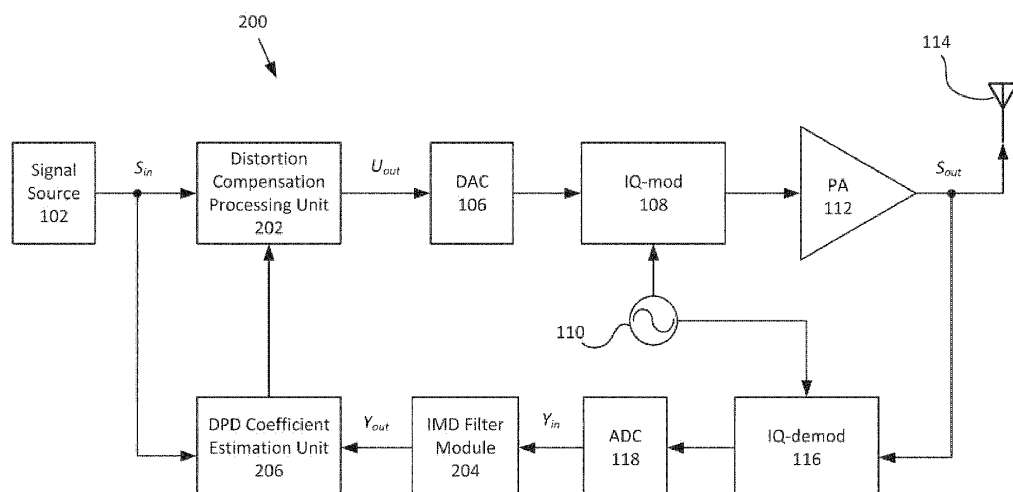 200
114
Signal
Source
102
S_in
Distortion
Compensation
Processing Unit
202
U_out
DAC
106
IQ-mod
108
PA
112
S_out
110
DPD Coefficient
Estimation Unit
206
Y_out
IMD Filter
Module
204
Y_in
ADC
118
IQ-demod
116